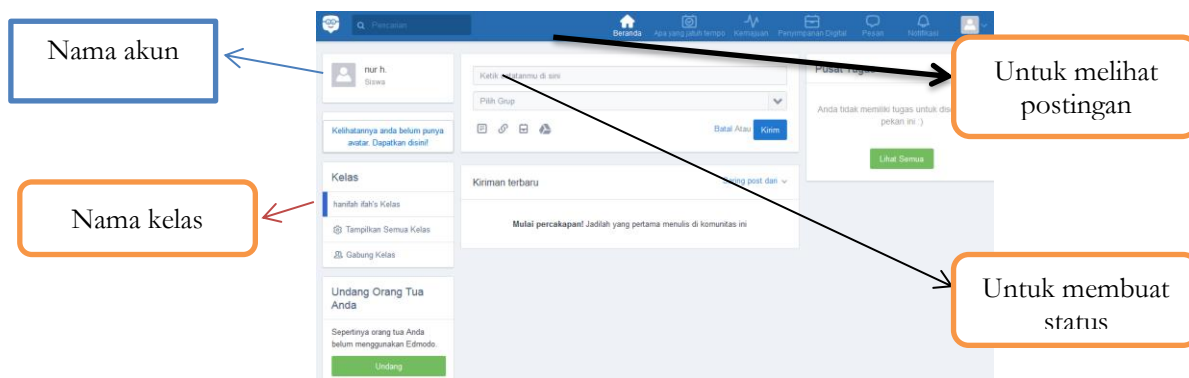 Nama akun
Nama kelas
Pencarian
Beranda
Apa yang jatuh tempo
Kemajuan
Penyimpanan Digital
Pesan
Notifikasi
nur h.
Siswa
Kelihatannya anda belum punya
avatar. Dapatkan disini!
Kelas
hanifah ifah's Kelas
Tampilkan Semua Kelas
Gabung Kelas
Undang Orang Tua
Anda
Sepertinya orang tua Anda
belum menggunakan Edmodo.
Undang
Ketik catatanmu di sini
Pilih Grup
Batal Atau Kirim
Kiriman terbaru
Saring post dari
Mulai percakapan! Jadilah yang pertama menulis di komunitas ini
Pusat
Anda tidak memiliki tugas untuk
pekan ini :)
Lihat Semua
Untuk melihat
postingan
Untuk membuat
status